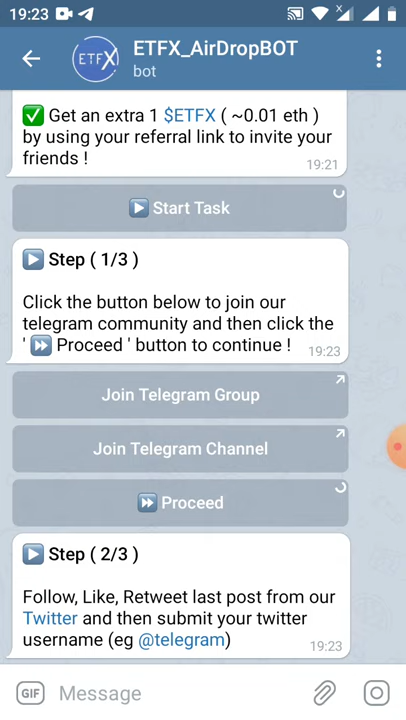 19:23
ETFX
ETFX_AirDropBOT
bot
✅ Get an extra 1 $ETFX ( ~0.01 eth )
by using your referral link to invite your
friends !
19:21
▶️ Start Task
▶️ Step ( 1/3 )
Click the button below to join our
telegram community and then click the
' ⏩ Proceed ' button to continue !
19:23
Join Telegram Group
Join Telegram Channel
⏩ Proceed
▶️ Step ( 2/3 )
Follow, Like, Retweet last post from our
Twitter and then submit your twitter
username (eg @telegram)
19:23
GIF
Message